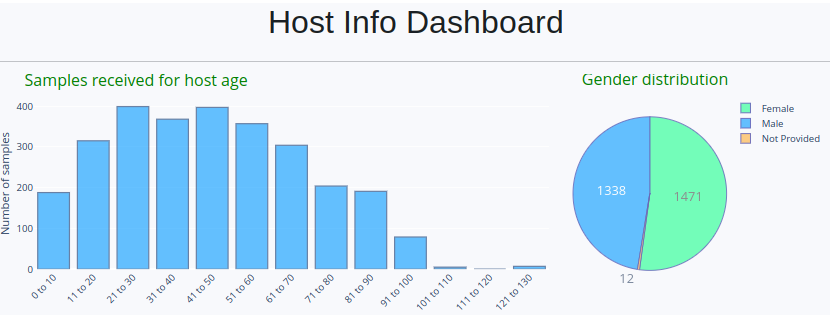 Host Info Dashboard
Samples received for host age
Number of samples
400
300
200
100
0
0 to 10
11 to 20
21 to 30
31 to 40
41 to 50
51 to 60
61 to 70
71 to 80
81 to 90
91 to 100
101 to 110
111 to 120
121 to 130
Gender distribution
Female
Male
Not Provided
1338
1471
12